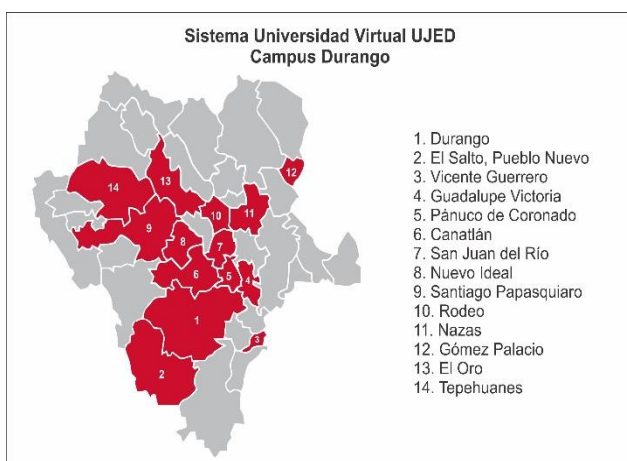 Sistema Universidad Virtual UJED
Campus Durango
1. Durango
2. El Salto, Pueblo Nuevo
3. Vicente Guerrero
4. Guadalupe Victoria
5. Pánuco de Coronado
6. Canatlán
7. San Juan del Río
8. Nuevo Ideal
9. Santiago Papasquiaro
10. Rodeo
11. Nazas
12. Gómez Palacio
13. El Oro
14. Tepehuanes
12
13
14
10
11
9
8
7
6
5
4
1
3
2